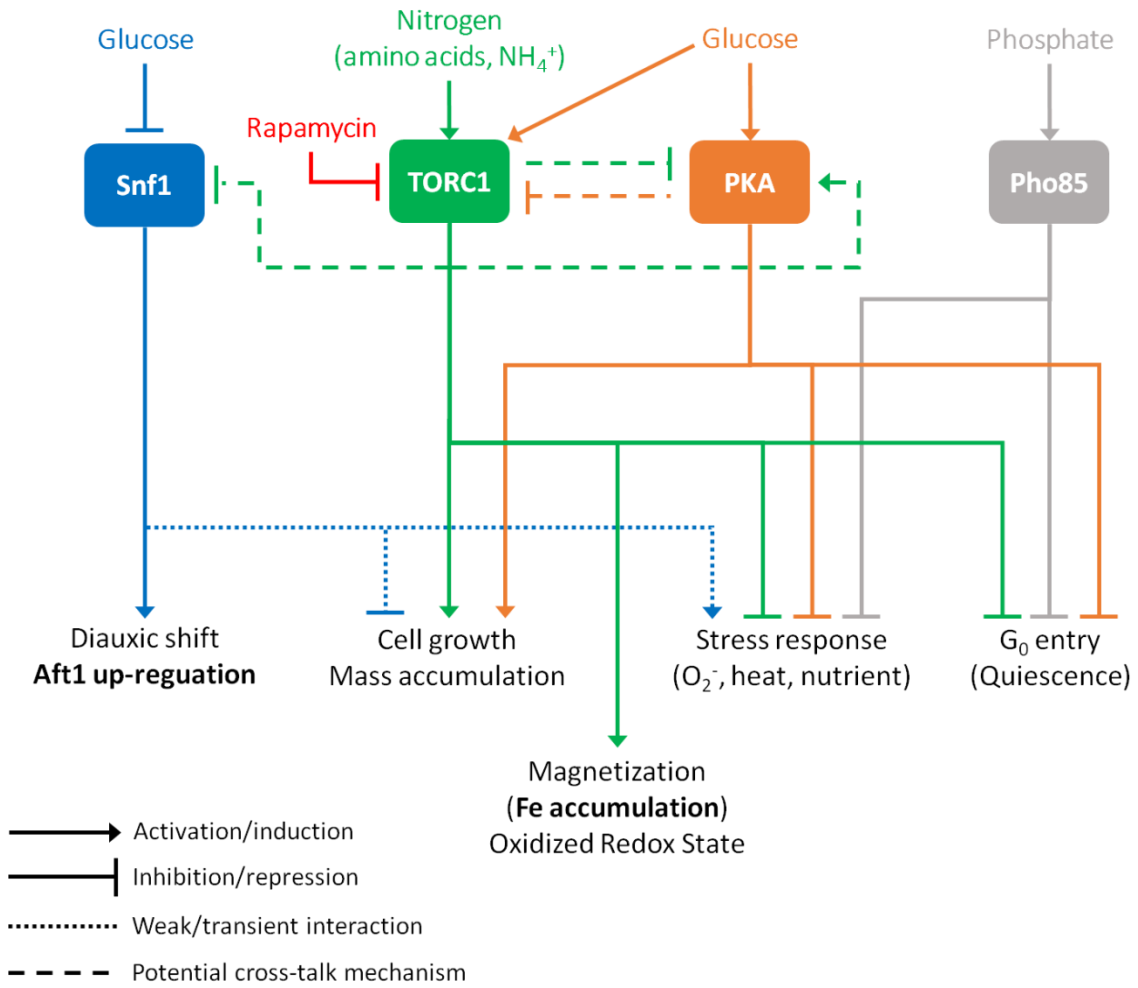 Nitrogen
Glucose
(amino acids, NH₄⁺)
Glucose
Phosphate
Rapamycin
Snf1
TORC1
PKA
Pho85
Diauxic shift
Aft1 up-reguation
Cell growth
Mass accumulation
Stress response
(O₂⁻, heat, nutrient)
G₀ entry
(Quiescence)
Magnetization
(Fe accumulation)
Oxidized Redox State
Activation/induction
Inhibition/repression
Weak/transient interaction
Potential cross-talk mechanism